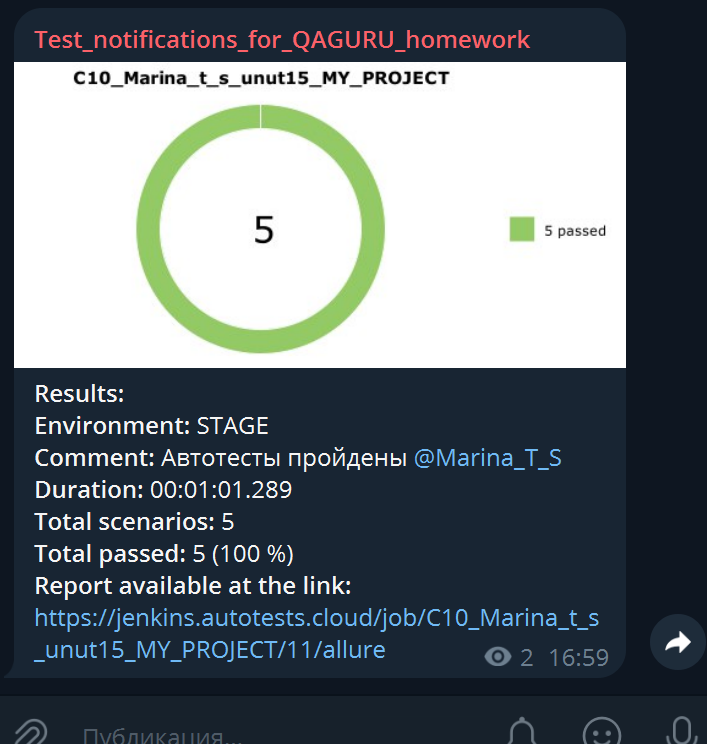 Test_notifications_for_QAGURU_homework
C10_Marina_t_s_unut15_MY_PROJECT
5
5 passed
Results:
Environment: STAGE
Comment: Автотесты пройдены @Marina_T_S
Duration: 00:01:01.289
Total scenarios: 5
Total passed: 5 (100 %)
Report available at the link:
https://jenkins.autotests.cloud/job/C10_Marina_t_s
_unut15_MY_PROJECT/11/allure
2 16:59
Публикация...